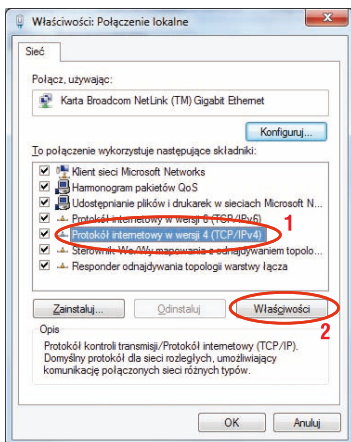 Właściwości: Połączenie lokalne
Sieć
Połącz, używając:
Karta Broadcom NetLink (TM) Gigabit Ethernet
Konfiguruj...
To połączenie wykorzystuje następujące składniki:
Klient sieci Microsoft Networks
Harmonogram pakietów QoS
Udostępnianie plików i drukarek w sieciach Microsoft N...
Protokół internetowy w wersji 6 (TCP/IPv6)
1
Protokół internetowy w wersji 4 (TCP/IPv4)
Sterownik We/Wy mapowania z odnajdywaniem topolo...
Responder odnajdywania topologii warstwy łącza
Zainstaluj... Odinstaluj Właściwości
2
Opis
Protokół kontroli transmisji/Protokół internetowy (TCP/IP).
Domyślny protokół dla sieci rozległych, umożliwiający
komunikację połączonych sieci różnych typów.
OK Anuluj